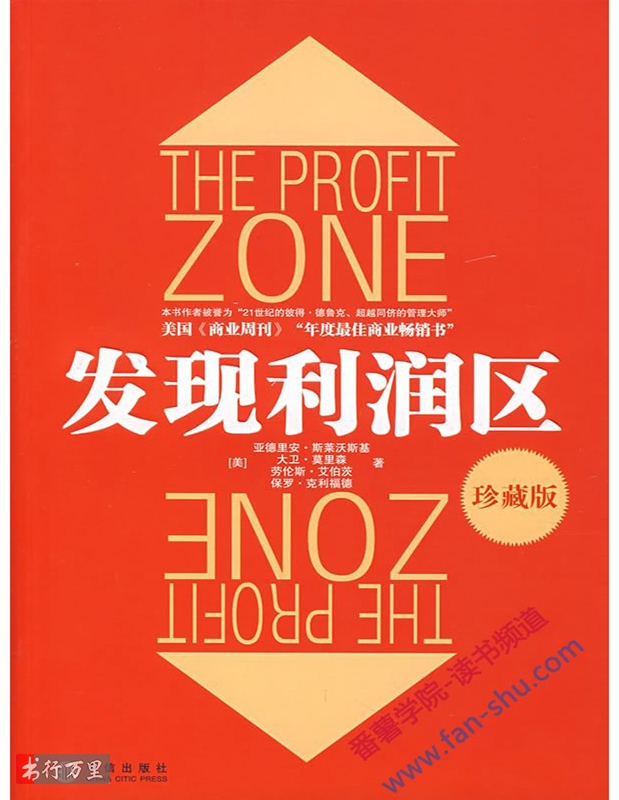 THE PROFIT
ZONE
本书作者被誉为“21世纪的彼得·德鲁克、超越同侪的管理大师”
美国《商业周刊》“年度最佳商业畅销书”
发现利润区
[美]
亚德里安·斯莱沃斯基
大卫·莫里森
劳伦斯·艾伯茨
保罗·克利福德
著
珍藏版
ZONE
THE PROFIT
番薯学院-读书频道
www.fan-shu.com
书行万里
信出版社
CITIC PRESS